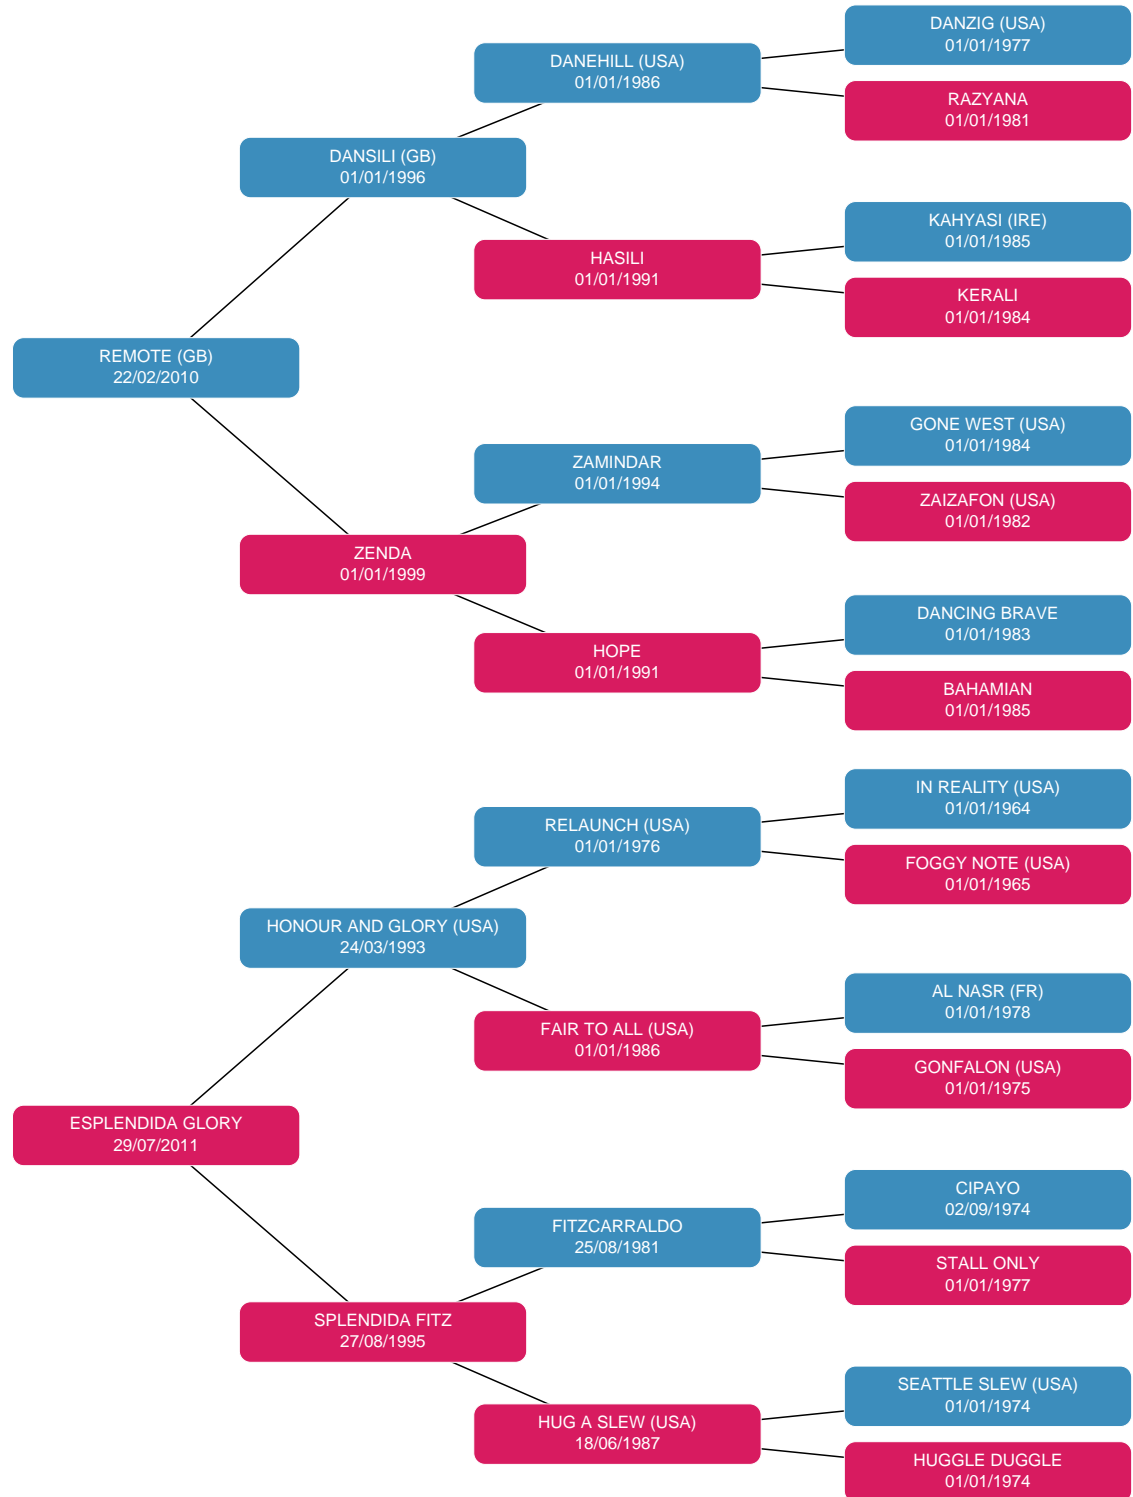 DANZIG (USA)
01/01/1977
DANEHILL (USA)
01/01/1986
RAZYANA
01/01/1981
DANSILI (GB)
01/01/1996
KAHYASI (IRE)
01/01/1985
HASILI
01/01/1991
KERALI
01/01/1984
REMOTE (GB)
22/02/2010
GONE WEST (USA)
01/01/1984
ZAMINDAR
01/01/1994
ZAIZAFON (USA)
01/01/1982
ZENDA
01/01/1999
DANCING BRAVE
01/01/1983
HOPE
01/01/1991
BAHAMIAN
01/01/1985
IN REALITY (USA)
01/01/1964
RELAUNCH (USA)
01/01/1976
FOGGY NOTE (USA)
01/01/1965
HONOUR AND GLORY (USA)
24/03/1993
AL NASR (FR)
01/01/1978
FAIR TO ALL (USA)
01/01/1986
GONFALON (USA)
01/01/1975
ESPLENDIDA GLORY
29/07/2011
CIPAYO
02/09/1974
FITZCARRALDO
25/08/1981
STALL ONLY
01/01/1977
SPLENDIDA FITZ
27/08/1995
SEATTLE SLEW (USA)
01/01/1974
HUG A SLEW (USA)
18/06/1987
HUGGLE DUGGLE
01/01/1974